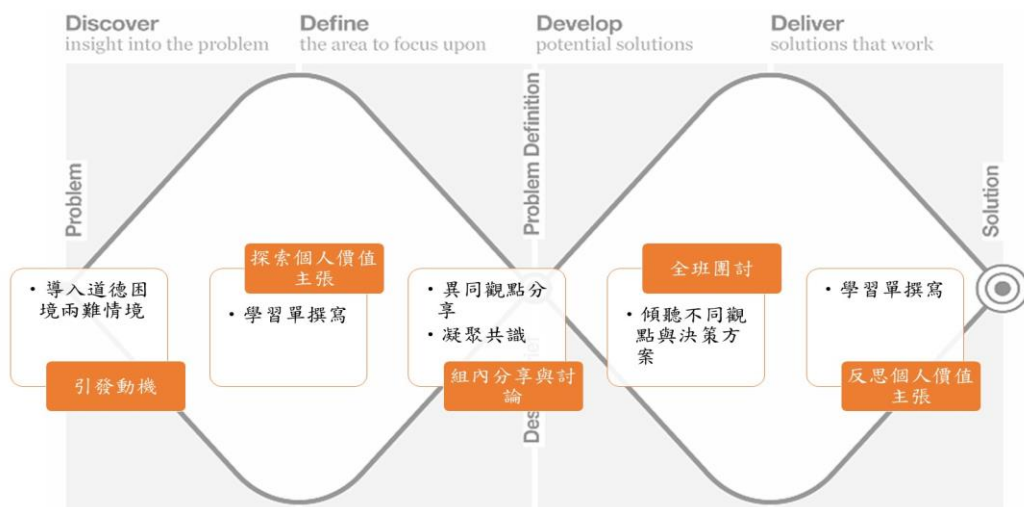 Discover
insight into the problem
Define
the area to focus upon
Develop
potential solutions
Deliver
solutions that work
Problem
Problem Definition
Solution
• 導入道德困
境兩難情境
引發動機
探索個人價值
主張
• 學習單撰寫
• 異同觀點分
享
• 凝聚共識
組內分享與討
論
Des
全班團討
• 傾聽不同觀
點與決策方
案
• 學習單撰寫
反思個人價值
主張